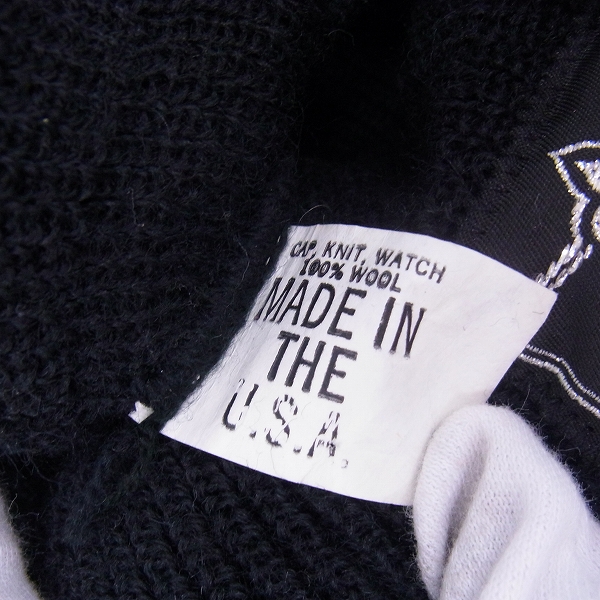 CAP, KNIT, WATCH
100% WOOL
MADE IN
THE
U.S.A.